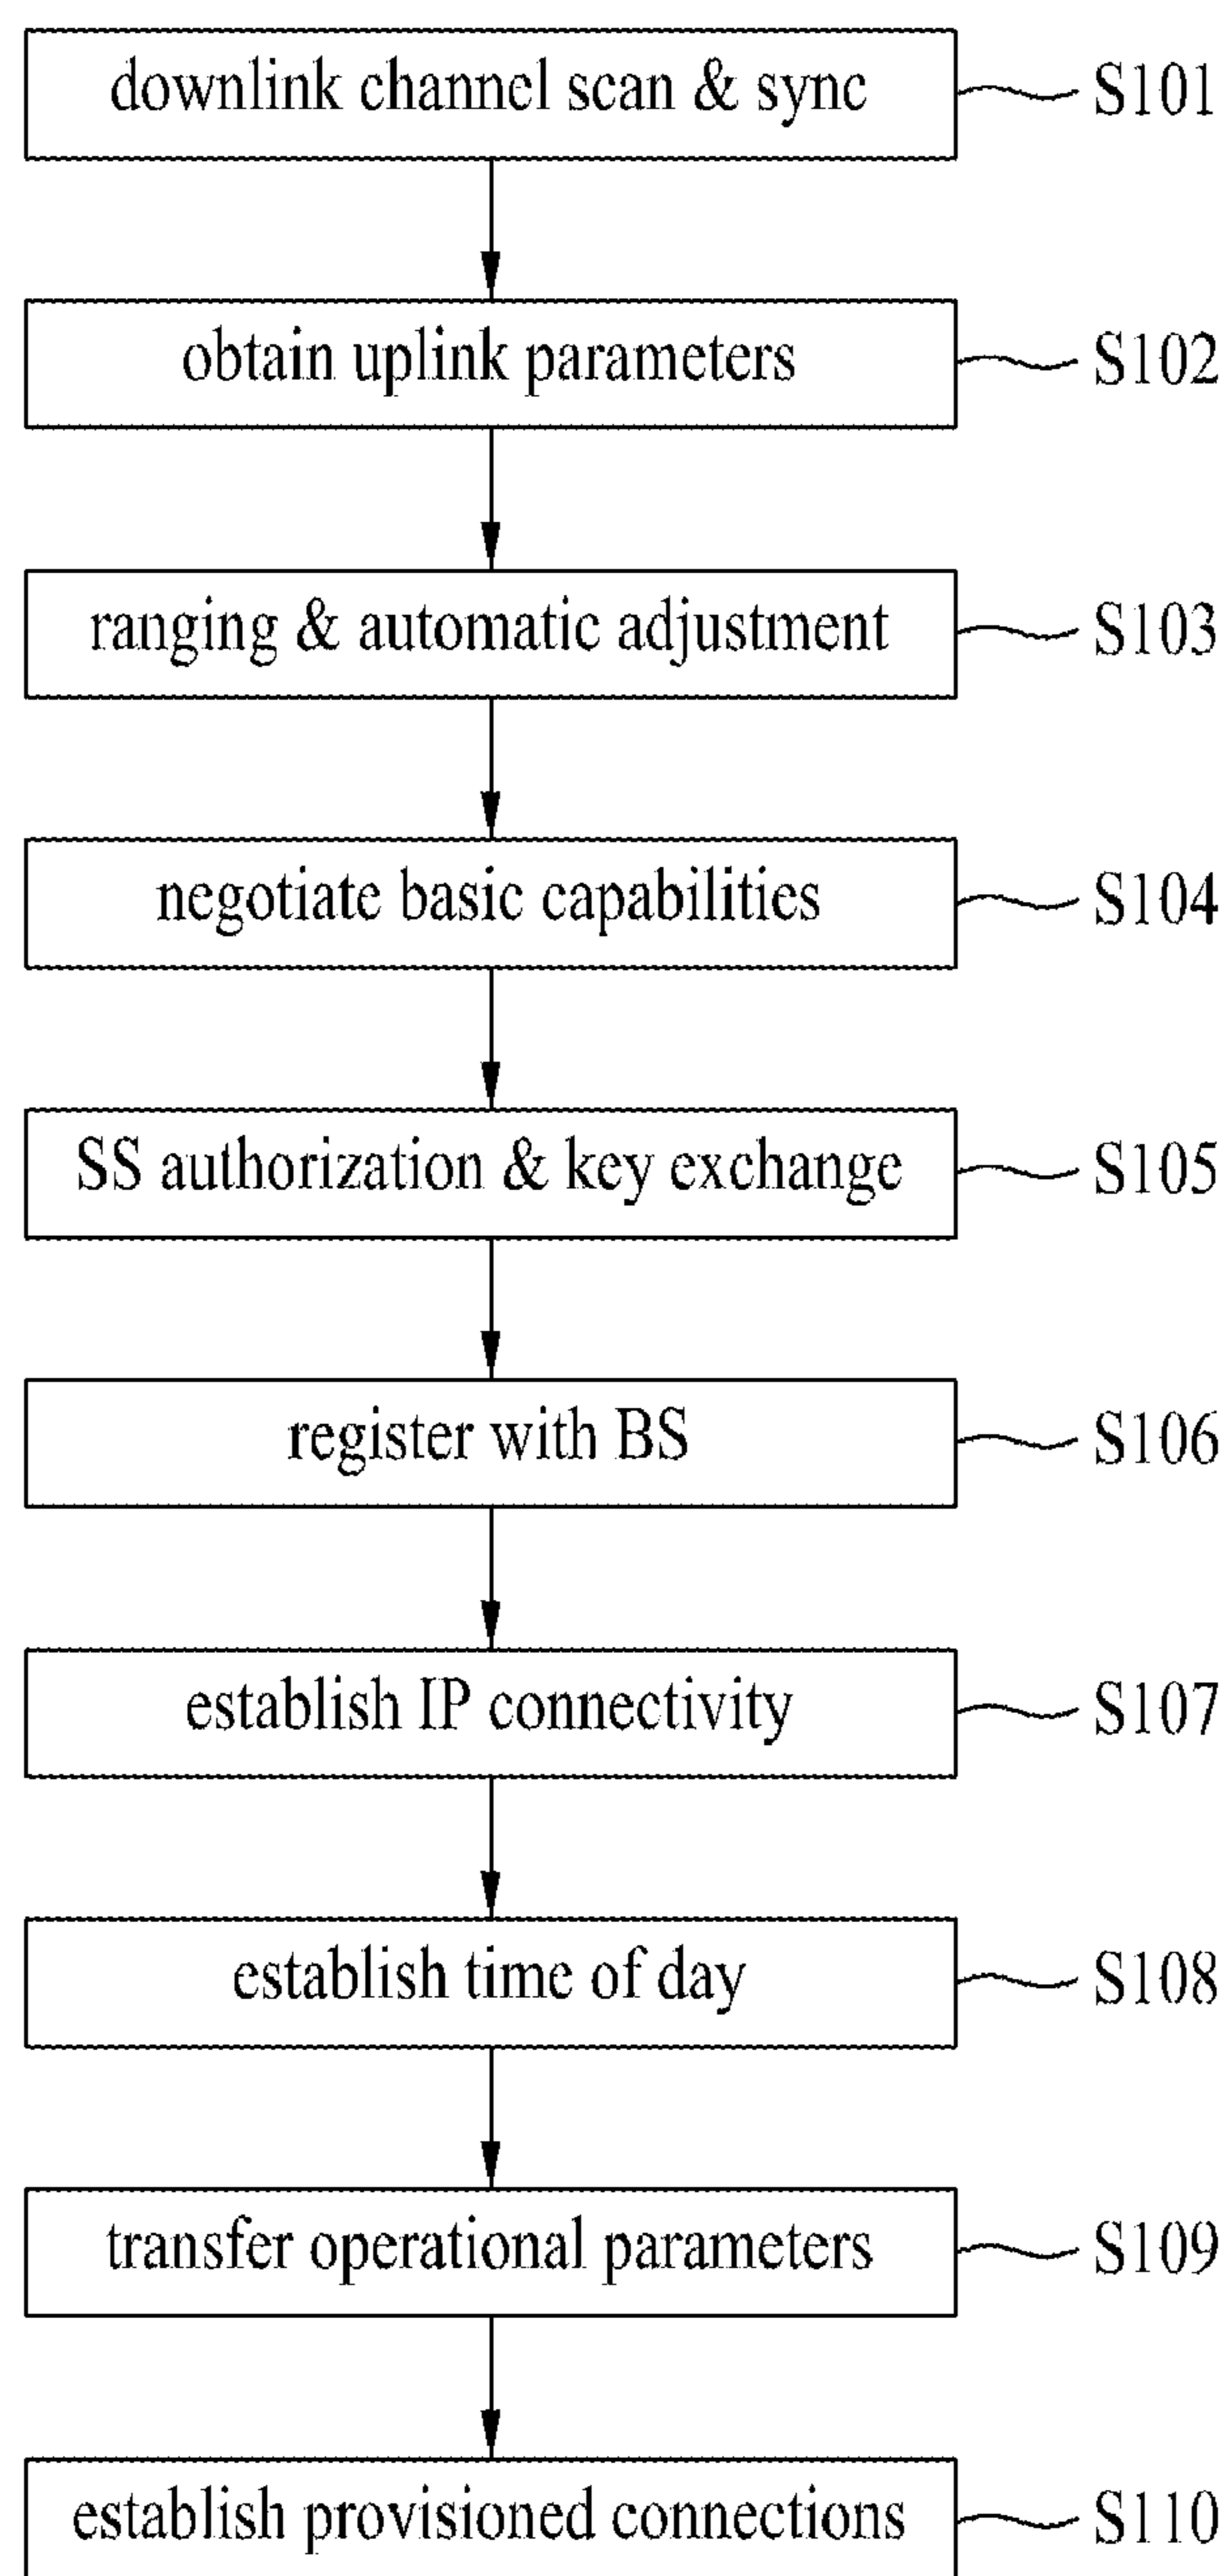 downlink channel scan & sync S101
obtain uplink parameters S102
ranging & automatic adjustment S103
negotiate basic capabilities S104
SS authorization & key exchange S105
register with BS S106
establish IP connectivity S107
establish time of day S108
transfer operational parameters S109
establish provisioned connections S110